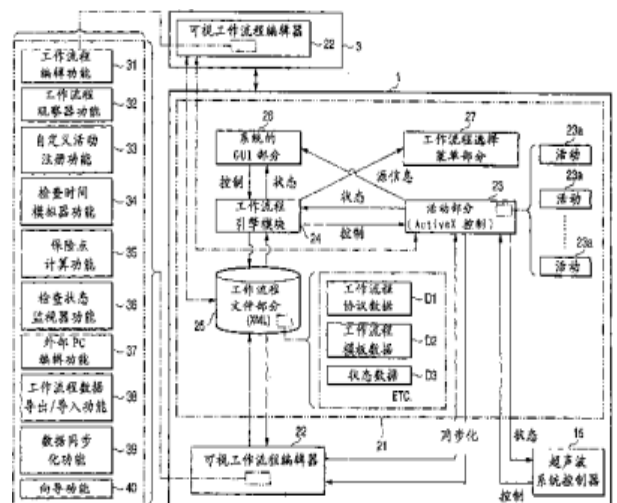 工作流程
编辑功能
31
工作流程
观察器功能
32
自定义活动
注册功能
33
检查时间
模拟器功能
34
保险点
计算功能
35
检查状态
监视器功能
36
外部PC
编辑功能
37
工作流程数据
导出/导入功能
38
数据同步
化功能
39
向导功能
40
可视工作流程编辑器
22
3
1
26
系统的
GUI部分
27
工作流程选择
菜单部分
控制
状态
源信息
状态
控制
工作流程
引擎模块
24
23
活动部分
(ActiveX 控制)
23a
活动
23a
活动
23a
活动
工作流程
文件部分
(XML)
25
工作流程
协议数据
D1
工作流程
模板数据
D2
状态数据
D3
ETC.
21
22
可视工作流程编辑器
同步化
状态
控制
16
超声波
系统控制器